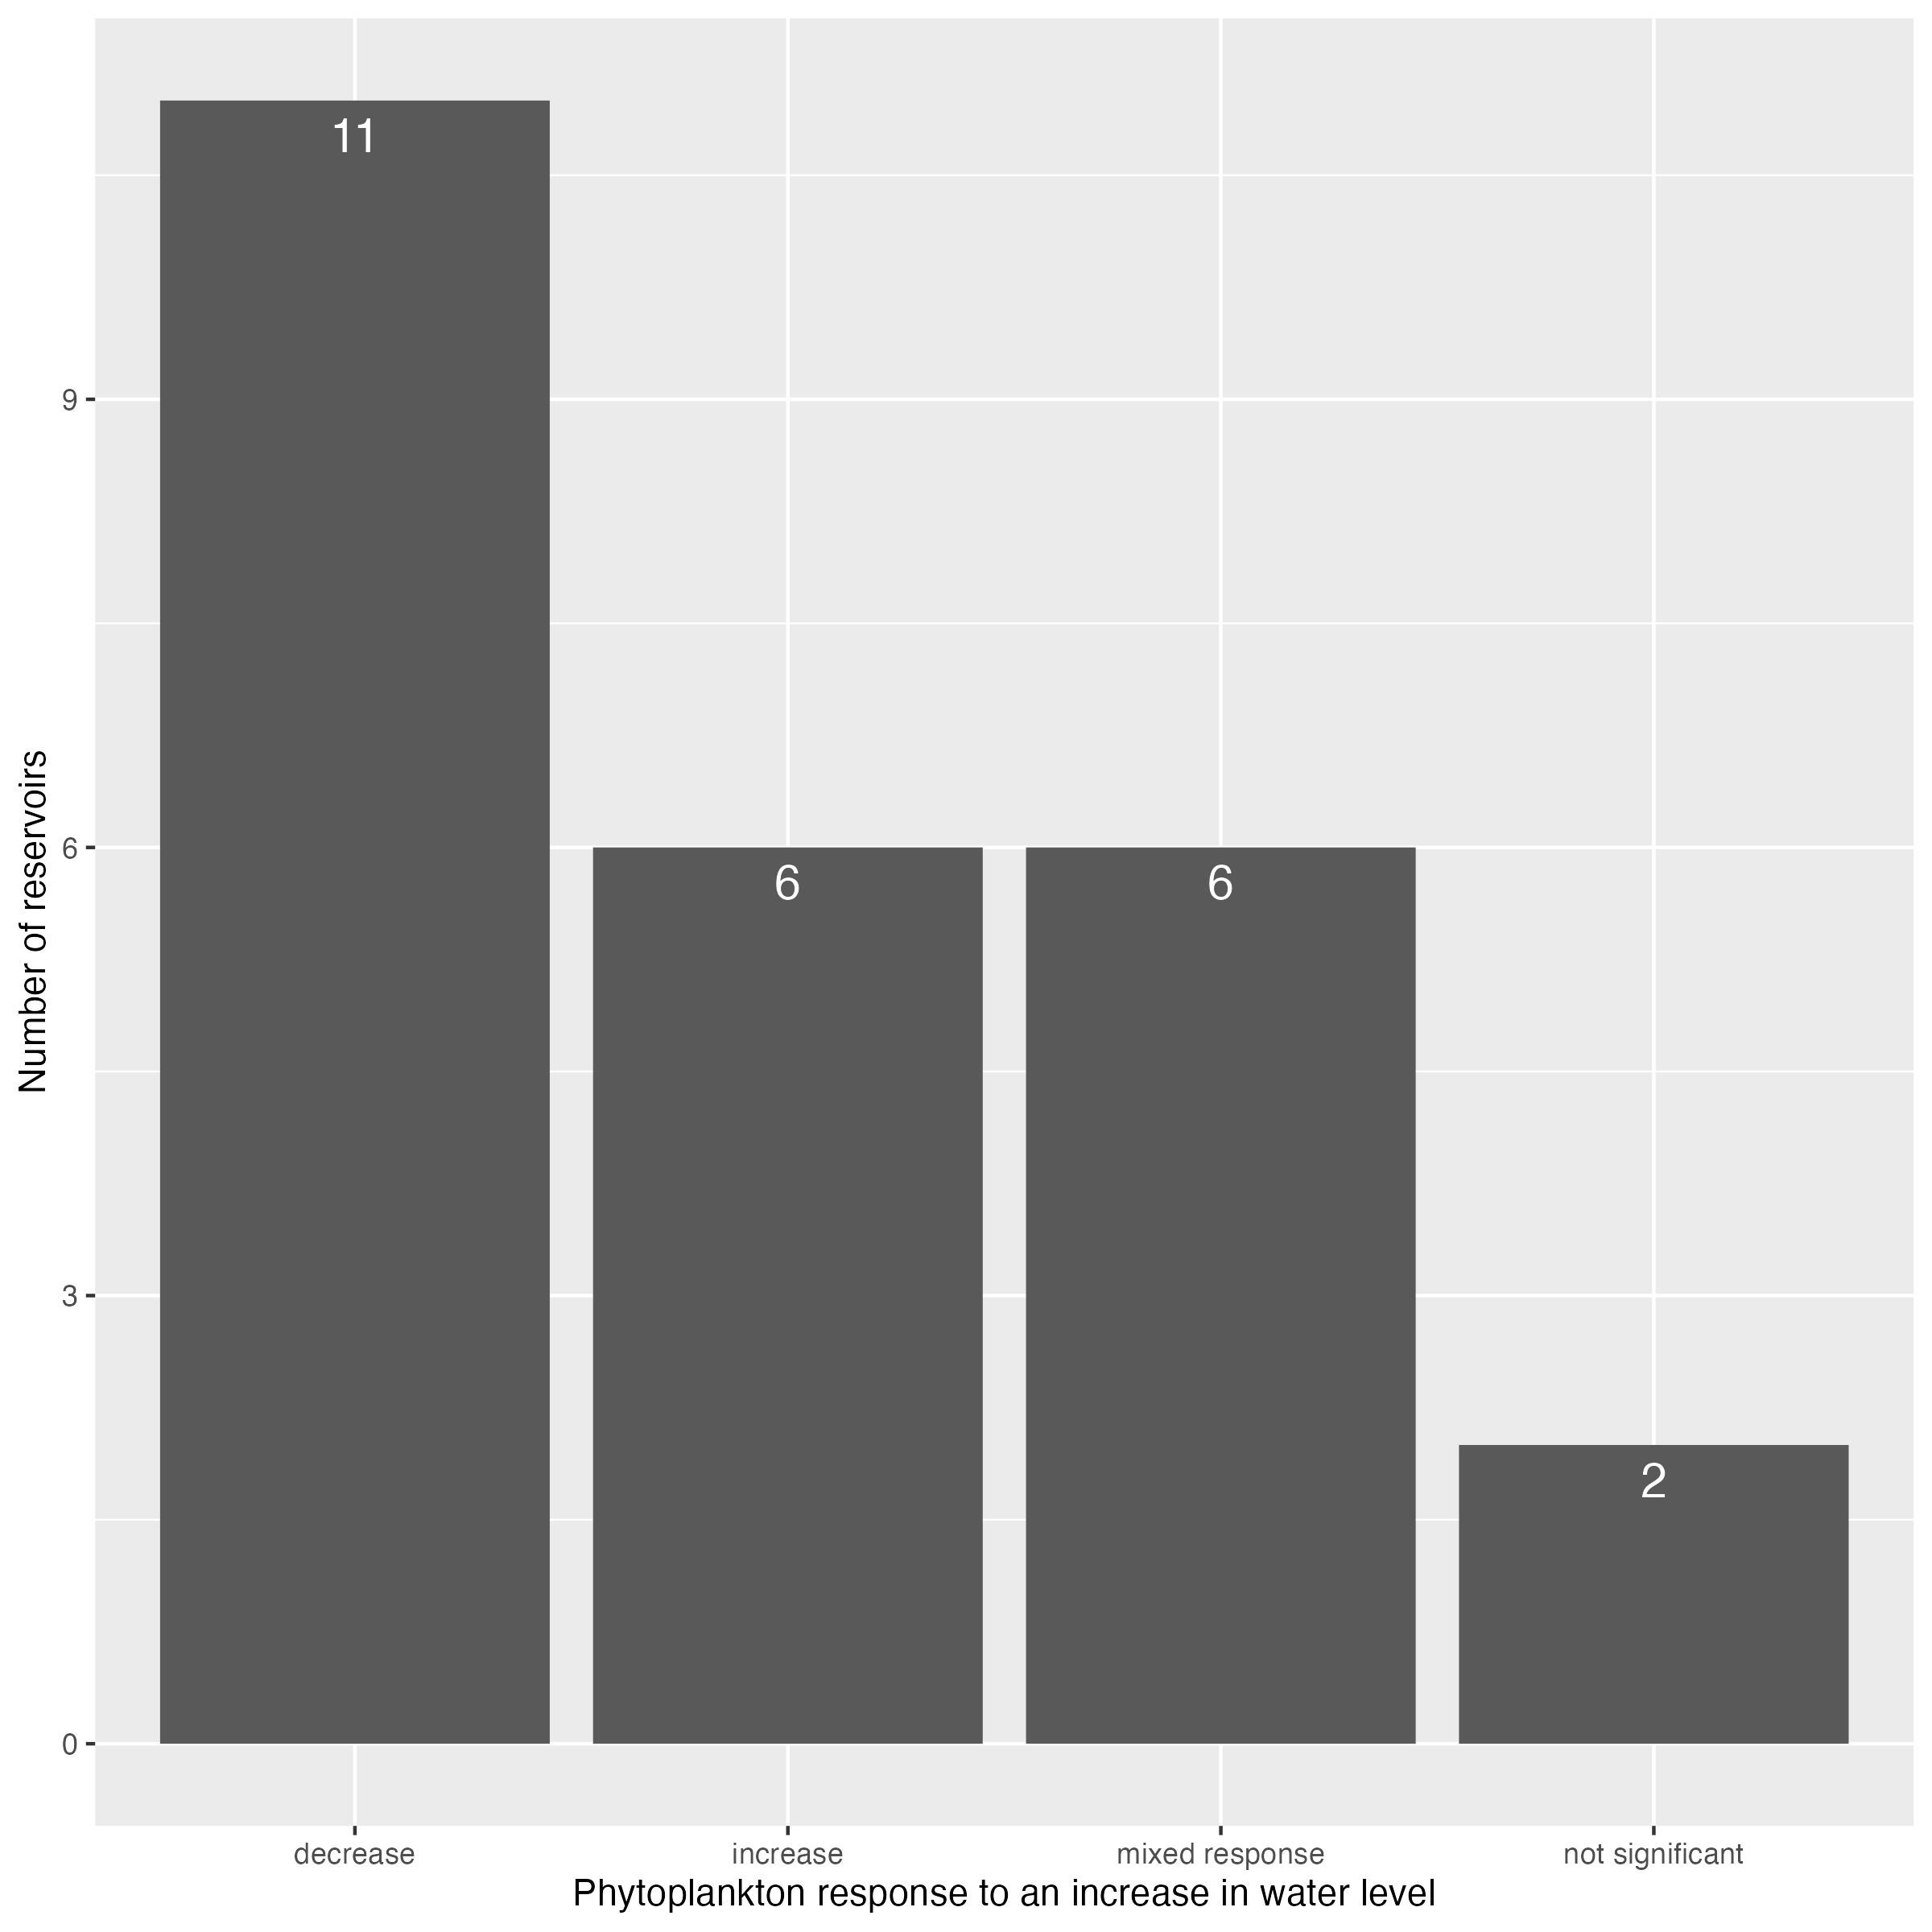 Number of reservoirs
9
6
3
0
11
6
6
2
decrease
increase
mixed response
not significant
Phytoplankton response to an increase in water level